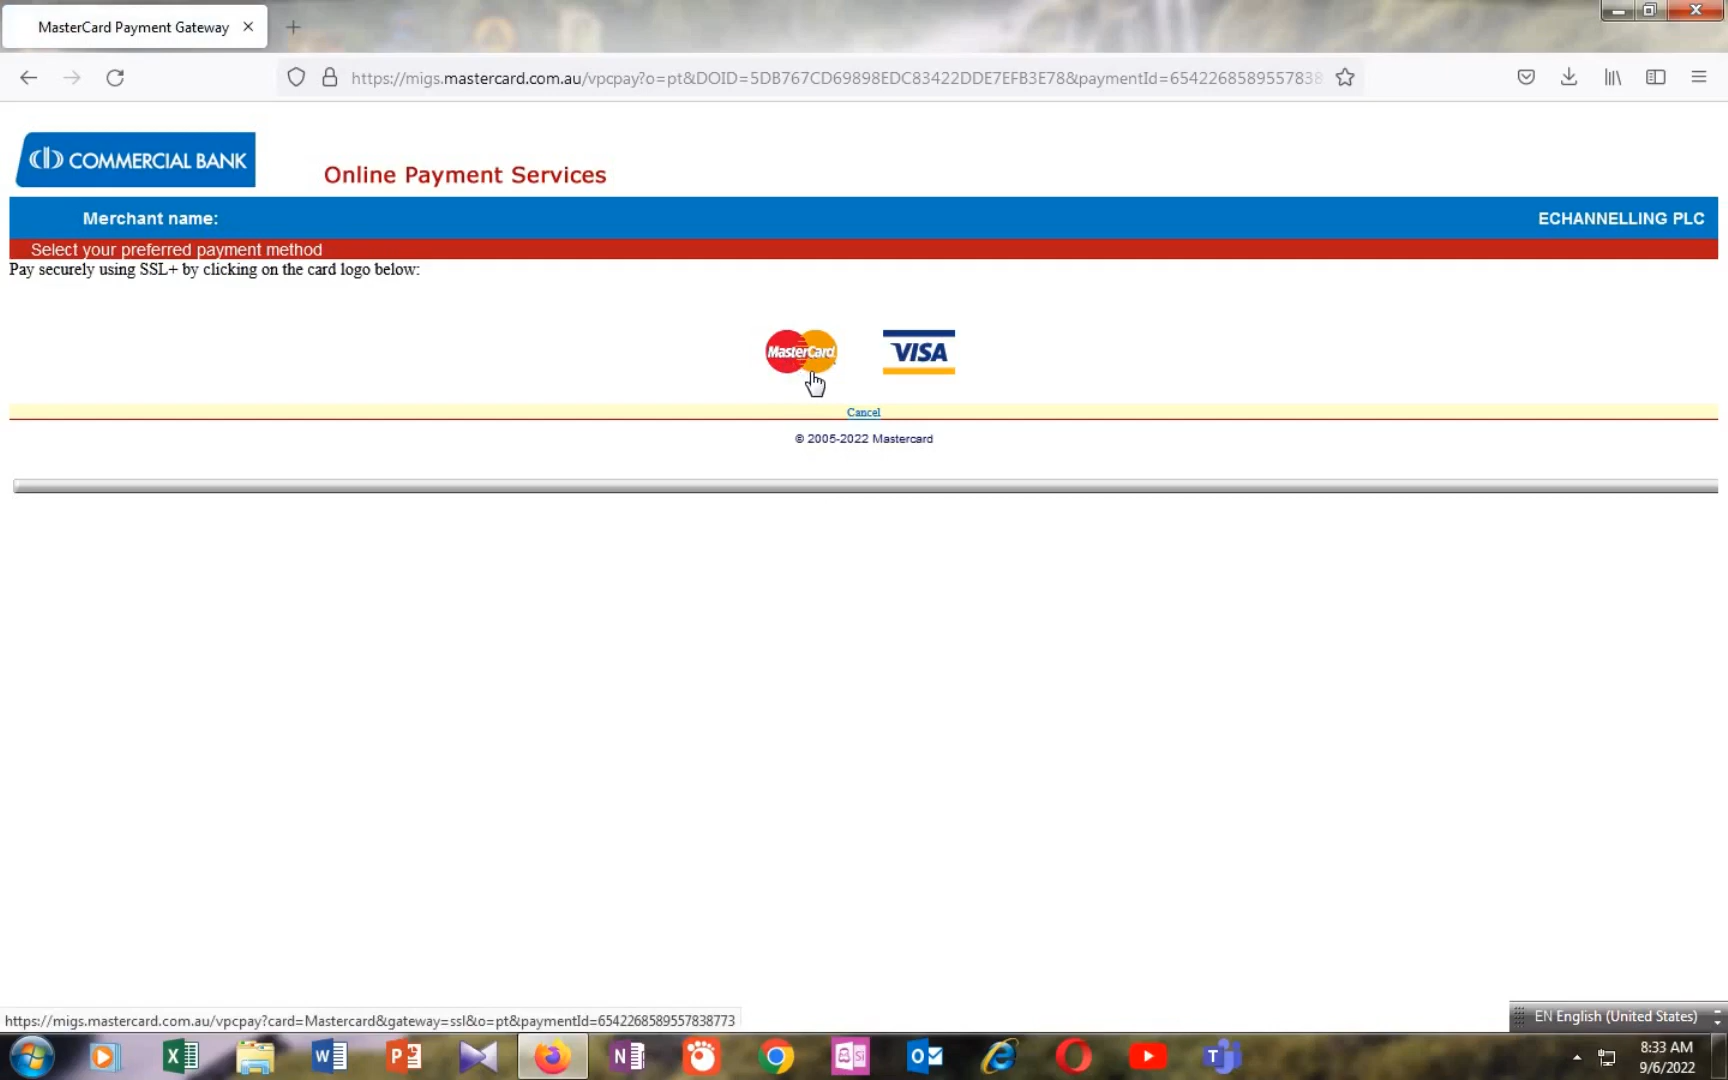 MasterCard Payment Gateway
https://migs.mastercard.com.au/vpcpay?o=pt&DOID=5DB767CD69898EDC83422DDE7EFB3E78&paymentId=6542268589557838
COMMERCIAL BANK
Online Payment Services
Merchant name:
ECHANNELLING PLC
Select your preferred payment method
Pay securely using SSL+ by clicking on the card logo below:
MasterCard
VISA
Cancel
© 2005-2022 Mastercard
https://migs.mastercard.com.au/vpcpay?card=Mastercard&gateway=ssl&o=pt&paymentId=6542268589557838773
EN English (United States)
8:33 AM
9/6/2022